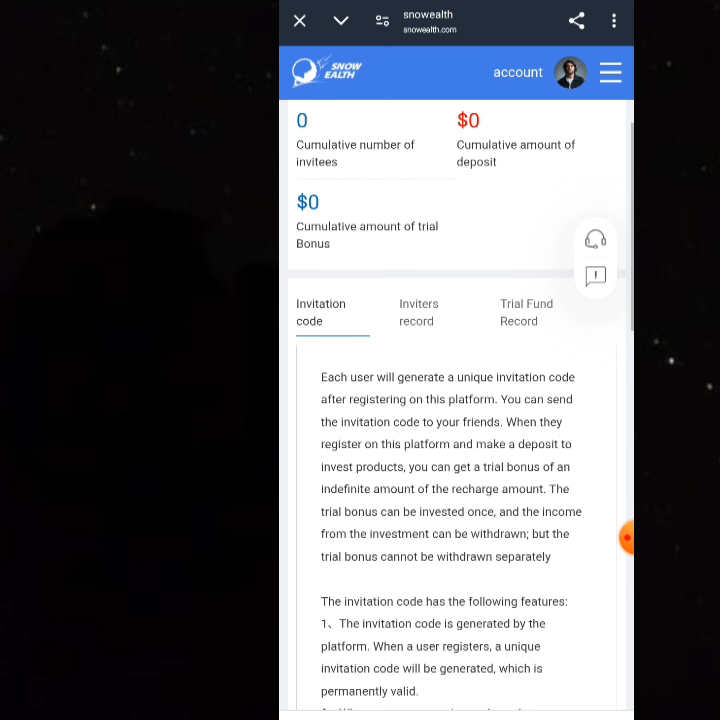 snowealth
snowealth.com
SNOW
EALTH
account
0
$0
Cumulative number of
invitees
Cumulative amount of
deposit
$0
Cumulative amount of trial
Bonus
Invitation
code
Inviters
record
Trial Fund
Record
Each user will generate a unique invitation code
after registering on this platform. You can send
the invitation code to your friends. When they
register on this platform and make a deposit to
invest products, you can get a trial bonus of an
indefinite amount of the recharge amount. The
trial bonus can be invested once, and the income
from the investment can be withdrawn; but the
trial bonus cannot be withdrawn separately
The invitation code has the following features:
1、The invitation code is generated by the
platform. When a user registers, a unique
invitation code will be generated, which is
permanently valid.